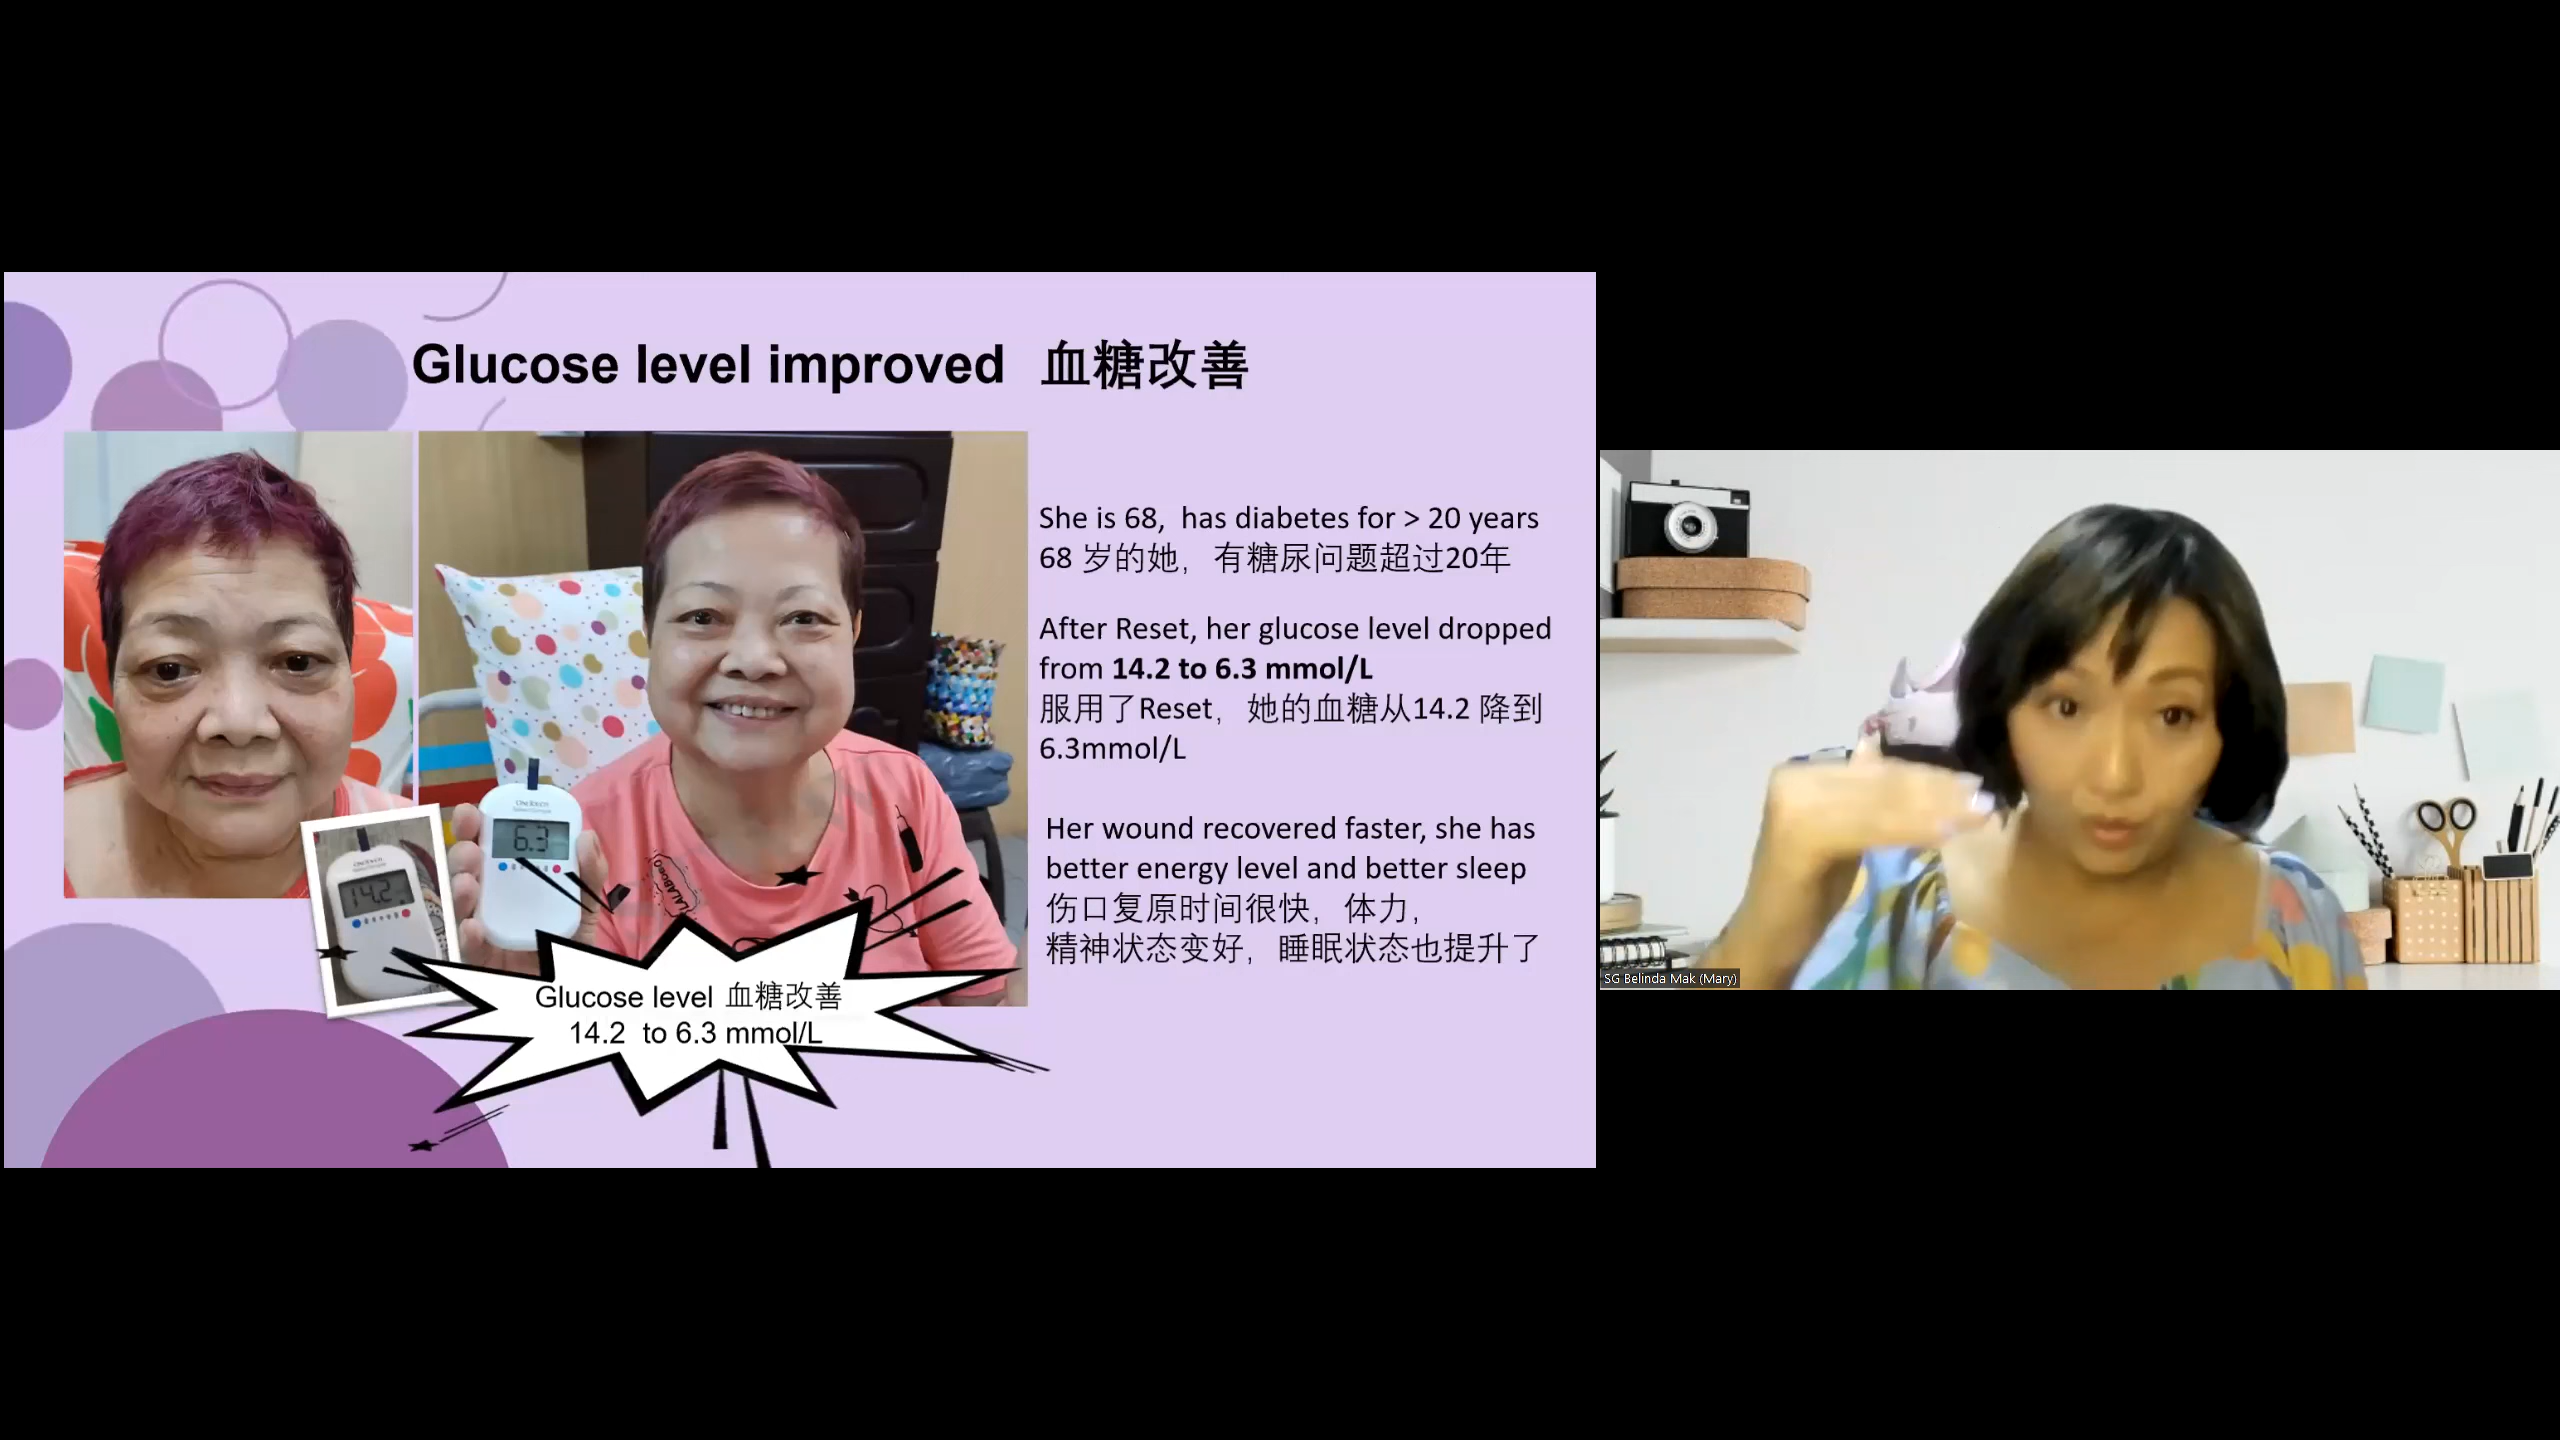 Glucose level improved 血糖改善
She is 68, has diabetes for > 20 years
68 岁的她，有糖尿问题超过20年
After Reset, her glucose level dropped
from 14.2 to 6.3 mmol/L
服用了Reset，她的血糖从14.2 降到
6.3mmol/L
Her wound recovered faster, she has
better energy level and better sleep
伤口复原时间很快，体力，
精神状态变好，睡眠状态也提升了
OneTouch
6.3
14.2
Glucose level 血糖改善
14.2 to 6.3 mmol/L
SG Belinda Mak (Mary)